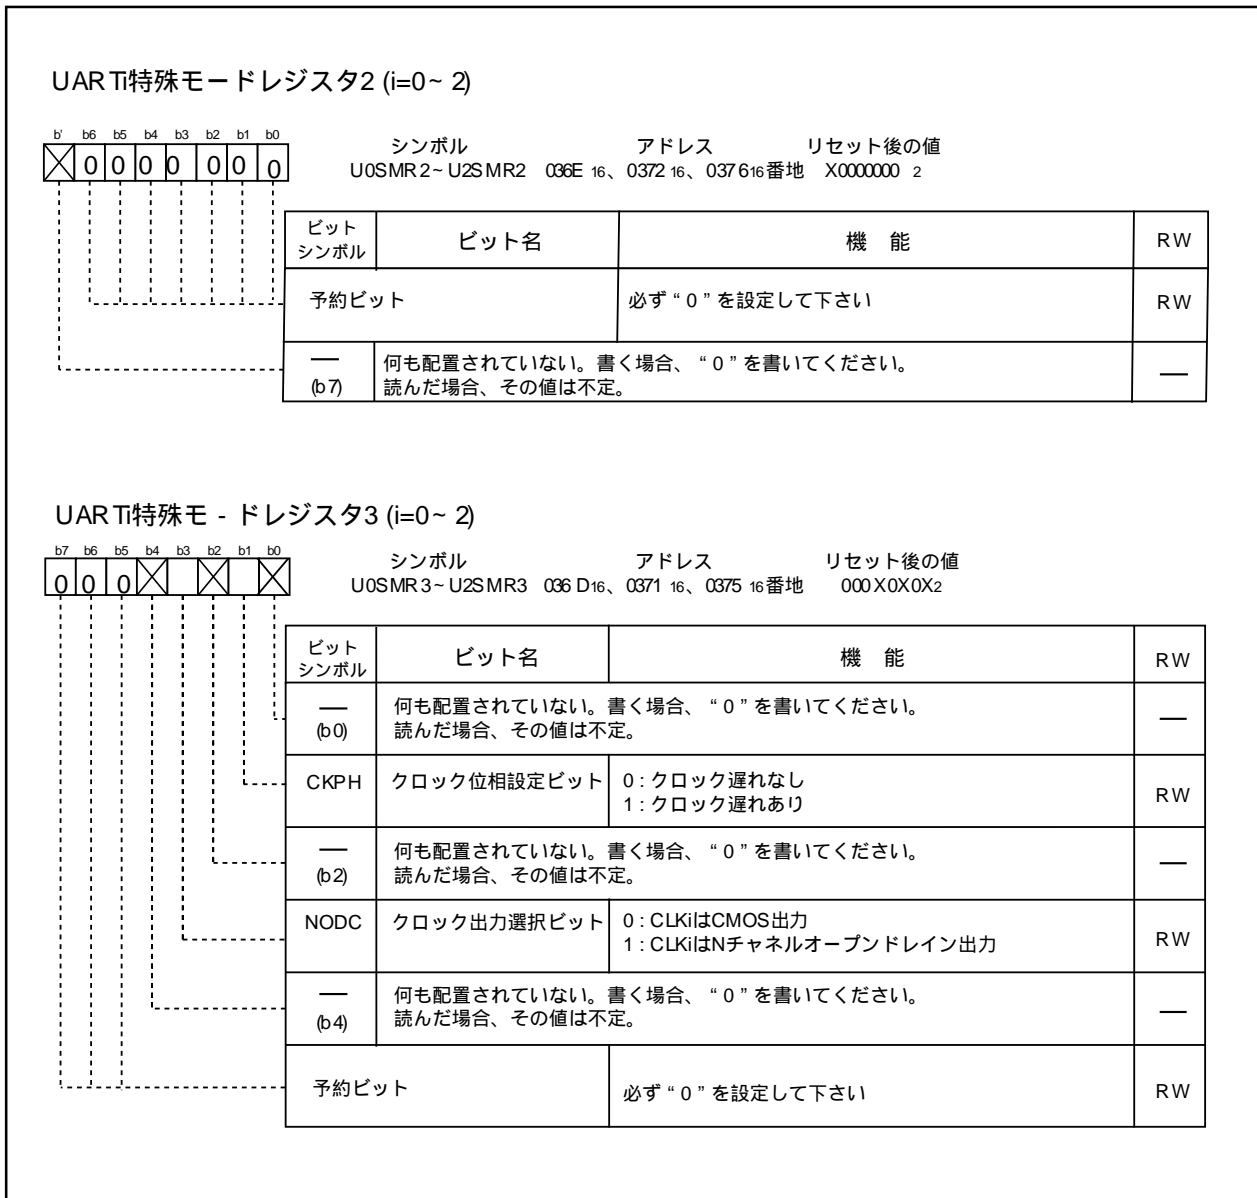 UARTi特殊モードレジスタ2 (i=0~ 2)
b' b6 b5 b4 b3 b2 b1 b0
0 0 0 0 0 0 0
シンボル アドレス リセット後の値
U0SMR2~ U2SMR2 036E 16、0372 16、037616番地 X0000000 2
ビット
シンボル ビット名 機 能 RW
予約ビット 必ず“0”を設定して下さい RW
― 何も配置されていない。書く場合、“0”を書いてください。
(b7) 読んだ場合、その値は不定。 ―
UARTi特殊モ - ドレジスタ3 (i=0~ 2)
b7 b6 b5 b4 b3 b2 b1 b0
0 0 0
シンボル アドレス リセット後の値
U0SMR3~ U2SMR3 036D16、0371 16、0375 16番地 000X0X0X2
ビット
シンボル ビット名 機 能 RW
― 何も配置されていない。書く場合、“0”を書いてください。
(b0) 読んだ場合、その値は不定。 ―
CKPH クロック位相設定ビット 0 : クロック遅れなし
1 : クロック遅れあり RW
― 何も配置されていない。書く場合、“0”を書いてください。
(b2) 読んだ場合、その値は不定。 ―
NODC クロック出力選択ビット 0 : CLKiはCMOS出力
1 : CLKiはNチャネルオープンドレイン出力 RW
― 何も配置されていない。書く場合、“0”を書いてください。
(b4) 読んだ場合、その値は不定。 ―
予約ビット 必ず“0”を設定して下さい RW